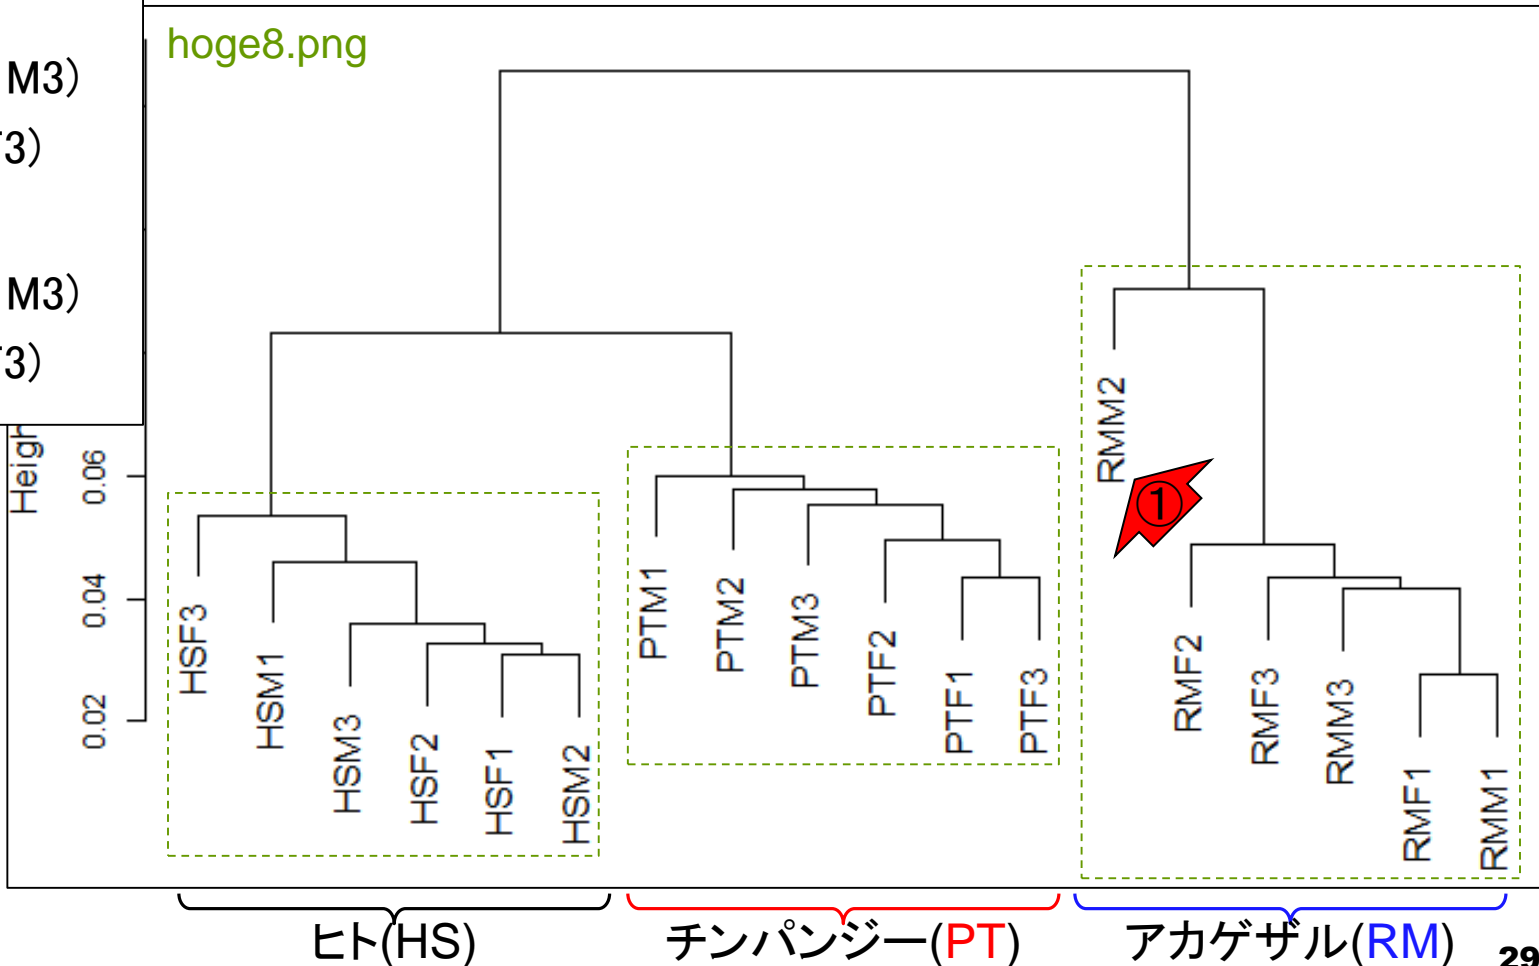 hoge8.png
M3)
3)
M3)
3)
Heigh
0.06
0.04
0.02
HSF3
HSM1
HSM3
HSF2
HSF1
HSM2
PTM1
PTM2
PTM3
PTF2
PTF1
PTF3
RMM2
①
RMF2
RMF3
RMM3
RMF1
RMM1
ヒト(HS)
チンパンジー(PT)
アカゲザル(RM)
29